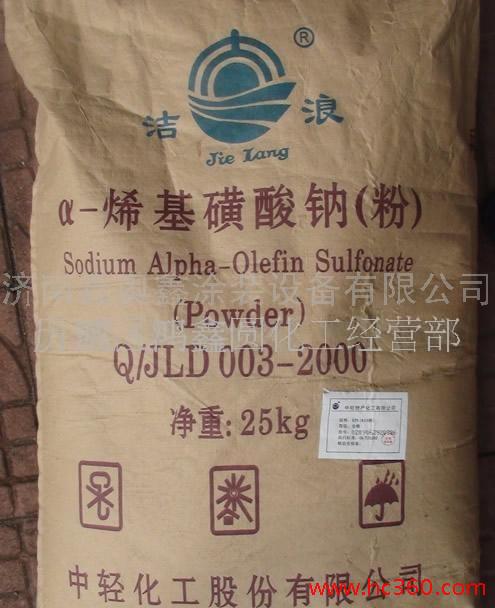 ®
洁 浪
Jie Lang
α-烯基磺酸钠(粉)
Sodium Alpha-Olefin Sulfonate
(Powder)
Q/JLD 003-2000
净重:25kg
中轻化工股份有限公司
www.hc360.com